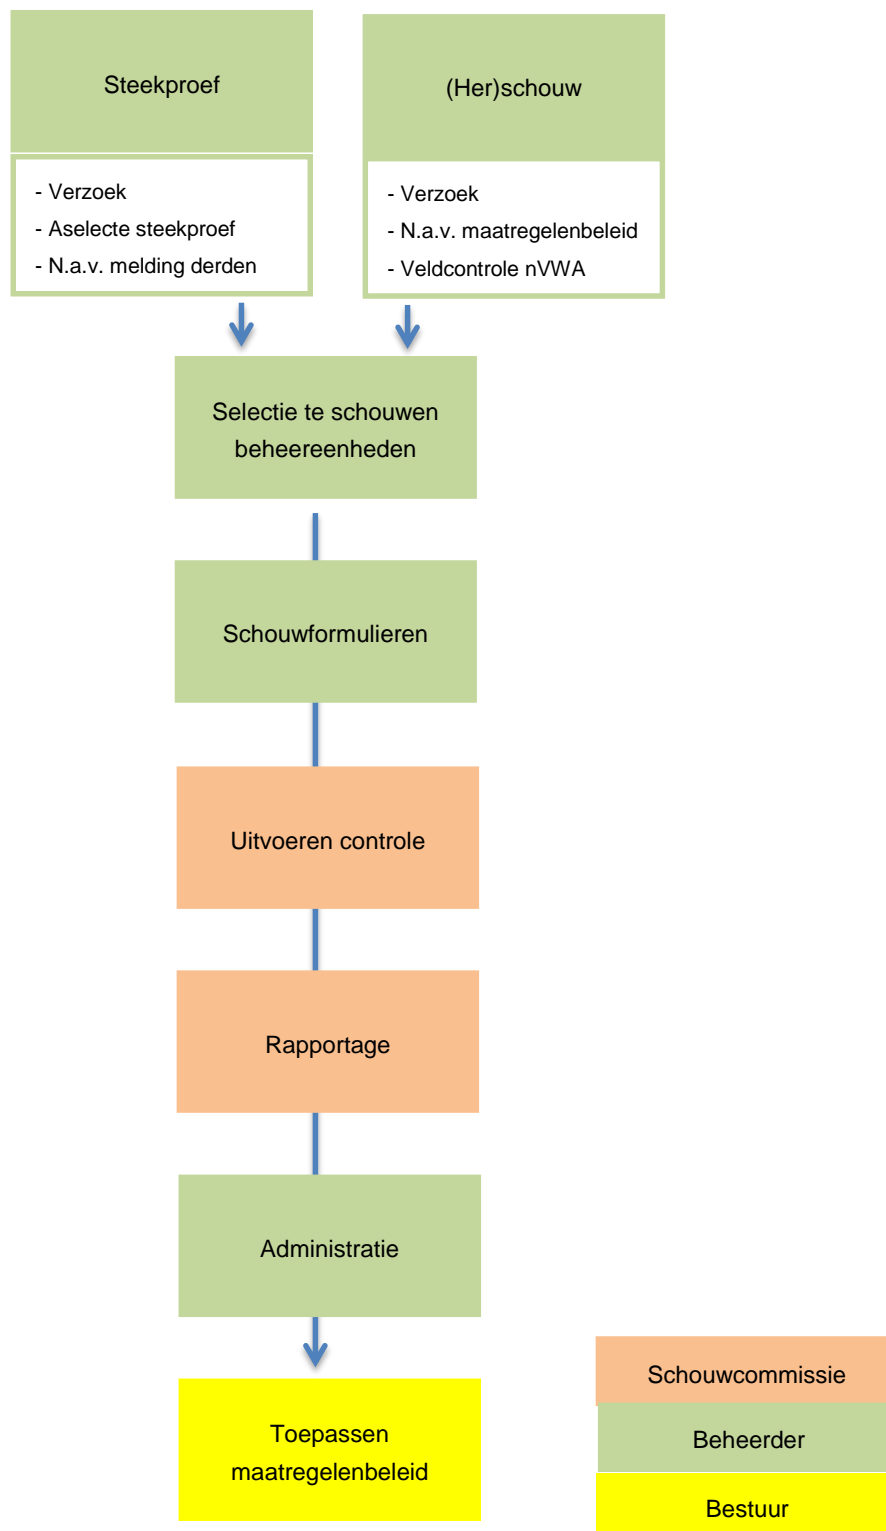 Steekproef
- Verzoek
- Aselecte steekproef
- N.a.v. melding derden
(Her)schouw
- Verzoek
- N.a.v. maatregelenbeleid
- Veldcontrole nVWA
Selectie te schouwen
beheereenheden
Schouwformulieren
Uitvoeren controle
Rapportage
Administratie
Toepassen
maatregelenbeleid
Schouwcommissie
Beheerder
Bestuur